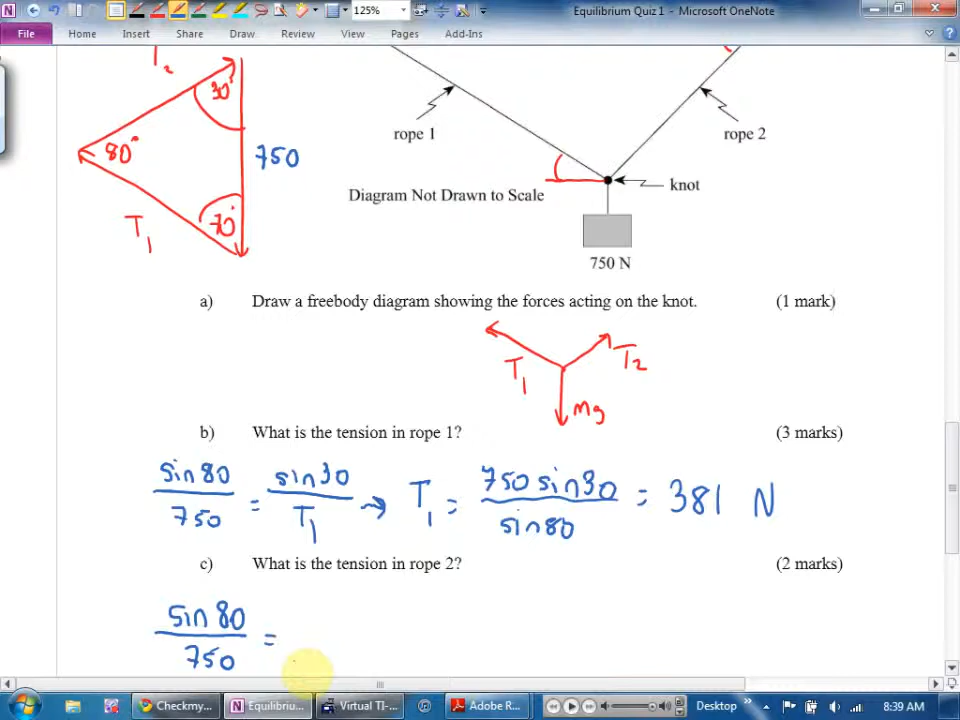 125%
Equilibrium Quiz 1 - Microsoft OneNote
File Home Insert Share Draw Review View Pages Add-Ins
T2
30°
80°
750
70°
T1
rope 1
rope 2
knot
Diagram Not Drawn to Scale
750 N
a) Draw a freebody diagram showing the forces acting on the knot. (1 mark)
T1
T2
mg
b) What is the tension in rope 1? (3 marks)
sin80/750 = sin30/T1 → T1 = 750 sin30/sin80 = 381 N
c) What is the tension in rope 2? (2 marks)
sin80/750 =
Checkmy... Equilibriu... Virtual TI-... Adobe R... Desktop 8:39 AM